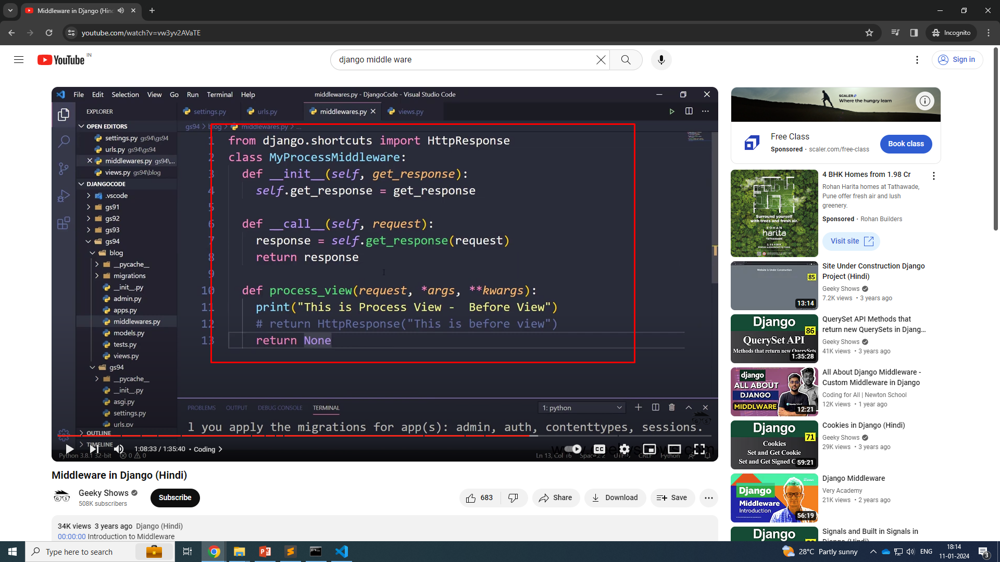 Middleware in Django (Hin
youtube.com/watch?v=vw3yv2AVaTE
Incognito
YouTube IN
django middle ware
Sign in
File Edit Selection View Go Run Terminal Help
middlewares.py - DjangoCode - Visual Studio Code
EXPLORER
settings.py
urls.py
middlewares.py
views.py
gs94 > blog > middlewares.py > ...
OPEN EDITORS
settings.py gs94\gs94
urls.py gs94\gs94
middlewares.py gs94\...
views.py gs94\blog
DJANGOCODE
.vscode
gs91
gs92
gs93
gs94
blog
__pycache__
migrations
__init__.py
admin.py
apps.py
middlewares.py
models.py
tests.py
views.py
gs94
__pycache__
__init__.py
asgi.py
settings.py
urls.py
OUTLINE
TIMELINE
1 from django.shortcuts import HttpResponse
2 class MyProcessMiddleware:
3 def __init__(self, get_response):
4 self.get_response = get_response
5
6 def __call__(self, request):
7 response = self.get_response(request)
8 return response
9
10 def process_view(request, *args, **kwargs):
11 print("This is Process View -  Before View")
12 # return HttpResponse("This is before view")
13 return None
PROBLEMS OUTPUT DEBUG CONSOLE TERMINAL
1: python
l you apply the migrations for app(s): admin, auth, contenttypes, sessions.
1:08:33 / 1:35:40 • Coding >
Python 3.8.1 32-bit 0 0
Ln 13, Col 16 Spaces: 2 UTF-8 CRLF Python
Middleware in Django (Hindi)
Geeky Shows
508K subscribers
Subscribe
683
Share
Download
Save
34K views 3 years ago Django (Hindi)
00:00:00 Introduction to Middleware
SCALER
Where the hungry learn
Free Class
Sponsored · scaler.com/free-class
Book class
Surround yourself
with trees and fresh air.
ROHAN
harita
TATHAWADE
4 BHK Homes from 1.98 Cr
Rohan Harita homes at Tathawade,
Pune offer fresh air and lush
greenery.
Sponsored · Rohan Builders
Visit site
Website is Under Construction
85
13:14
Site Under Construction Django
Project (Hindi)
Geeky Shows
7.2K views • 3 years ago
Django
86
QuerySet API
Methods that return new QuerySets
1:35:28
QuerySet API Methods that
return new QuerySets in Djang...
Geeky Shows
41K views • 3 years ago
django
ALL ABOUT
DJANGO
MIDDLWARE
12:21
All About Django Middleware -
Custom Middleware in Django
Coding for All | Newton School
12K views • 1 year ago
Django
71
Cookies
Set and Get Cookie
Set and Get Signed C
59:21
Cookies in Django (Hindi)
Geeky Shows
29K views • 3 years ago
Django
Middleware
Introduction
56:19
Django Middleware
Very Academy
21K views • 2 years ago
Django
Signals and Built in Signals in
Django (Hindi)
Type here to search
28°C Partly sunny
ENG
18:14
11-01-2024
3